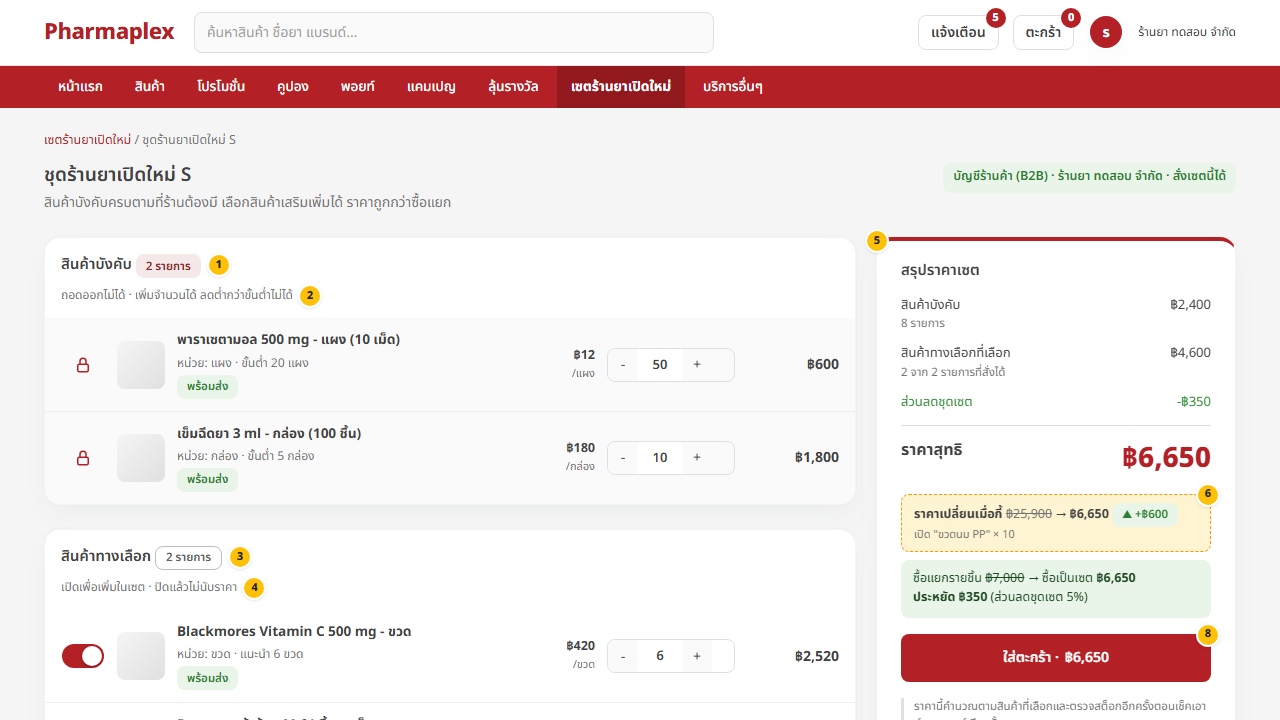 Pharmaplex
ค้นหาสินค้า ชื่อยา แบรนด์...
แจ้งเตือน 5
ตะกร้า 0
S
ร้านยา ทดสอบ จำกัด
หน้าแรก สินค้า โปรโมชั่น คูปอง พอยท์ แคมเปญ ลุ้นรางวัล เซตร้านยาเปิดใหม่ บริการอื่นๆ
เซตร้านยาเปิดใหม่ / ชุดร้านยาเปิดใหม่ S
ชุดร้านยาเปิดใหม่ S
สินค้าบังคับครบตามที่ร้านต้องมี เลือกสินค้าเสริมเพิ่มได้ ราคาถูกกว่าซื้อแยก
บัญชีร้านค้า (B2B) · ร้านยา ทดสอบ จำกัด · สั่งเซตนี้ได้
สินค้าบังคับ 2 รายการ 1
ถอดออกไม่ได้ · เพิ่มจำนวนได้ ลดต่ำกว่าขั้นต่ำไม่ได้ 2
พาราเซตามอล 500 mg - แผง (10 เม็ด)
หน่วย: แผง · ขั้นต่ำ 20 แผง
พร้อมส่ง
฿12
/แผง
- 50 +
฿600
เข็มฉีดยา 3 ml - กล่อง (100 ชิ้น)
หน่วย: กล่อง · ขั้นต่ำ 5 กล่อง
พร้อมส่ง
฿180
/กล่อง
- 10 +
฿1,800
สินค้าทางเลือก 2 รายการ 3
เปิดเพื่อเพิ่มในเซต · ปิดแล้วไม่นับราคา 4
Blackmores Vitamin C 500 mg - ขวด
หน่วย: ขวด · แนะนำ 6 ขวด
พร้อมส่ง
฿420
/ขวด
- 6 +
฿2,520
5
สรุปราคาเซต
สินค้าบังคับ ฿2,400
8 รายการ
สินค้าทางเลือกที่เลือก ฿4,600
2 จาก 2 รายการที่สั่งได้
ส่วนลดชุดเซต -฿350
ราคาสุทธิ ฿6,650
6
ราคาเปลี่ยนเมื่อกี้ ฿25,900 → ฿6,650 ▲ +฿600
เปิด "ขวดนม PP" × 10
ซื้อแยกรายชิ้น ฿7,000 → ซื้อเป็นเซต ฿6,650
ประหยัด ฿350 (ส่วนลดชุดเซต 5%)
8
ใส่ตะกร้า · ฿6,650
ราคานี้คำนวณตามสินค้าที่เลือกและตรวจสต็อกอีกครั้งตอนเช็คเอา